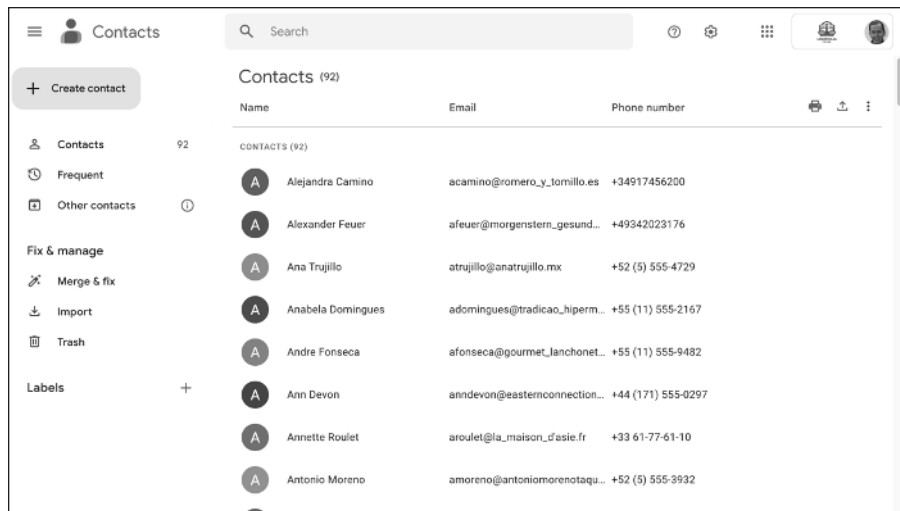 Contacts
Search
Create contact
Contacts 92
Frequent
Other contacts
Fix & manage
Merge & fix
Import
Trash
Labels
Contacts (92)
Name Email Phone number
CONTACTS (92)
A Alejandra Camino acamino@romero_y_tomillo.es +34917456200
A Alexander Feuer afeuer@morgenstern_gesund... +49342023176
A Ana Trujillo atrujillo@anatrujillo.mx +52 (5) 555-4729
A Anabela Domingues adomingues@tradicao_hiperm... +55 (11) 555-2167
A Andre Fonseca afonseca@gourmet_lanchonet... +55 (11) 555-9482
A Ann Devon anndevon@easternconnection... +44 (171) 555-0297
A Annette Roulet aroulet@la_maison_d'asie.fr +33 61-77-61-10
A Antonio Moreno amoreno@antoniomorenotaqu... +52 (5) 555-3932